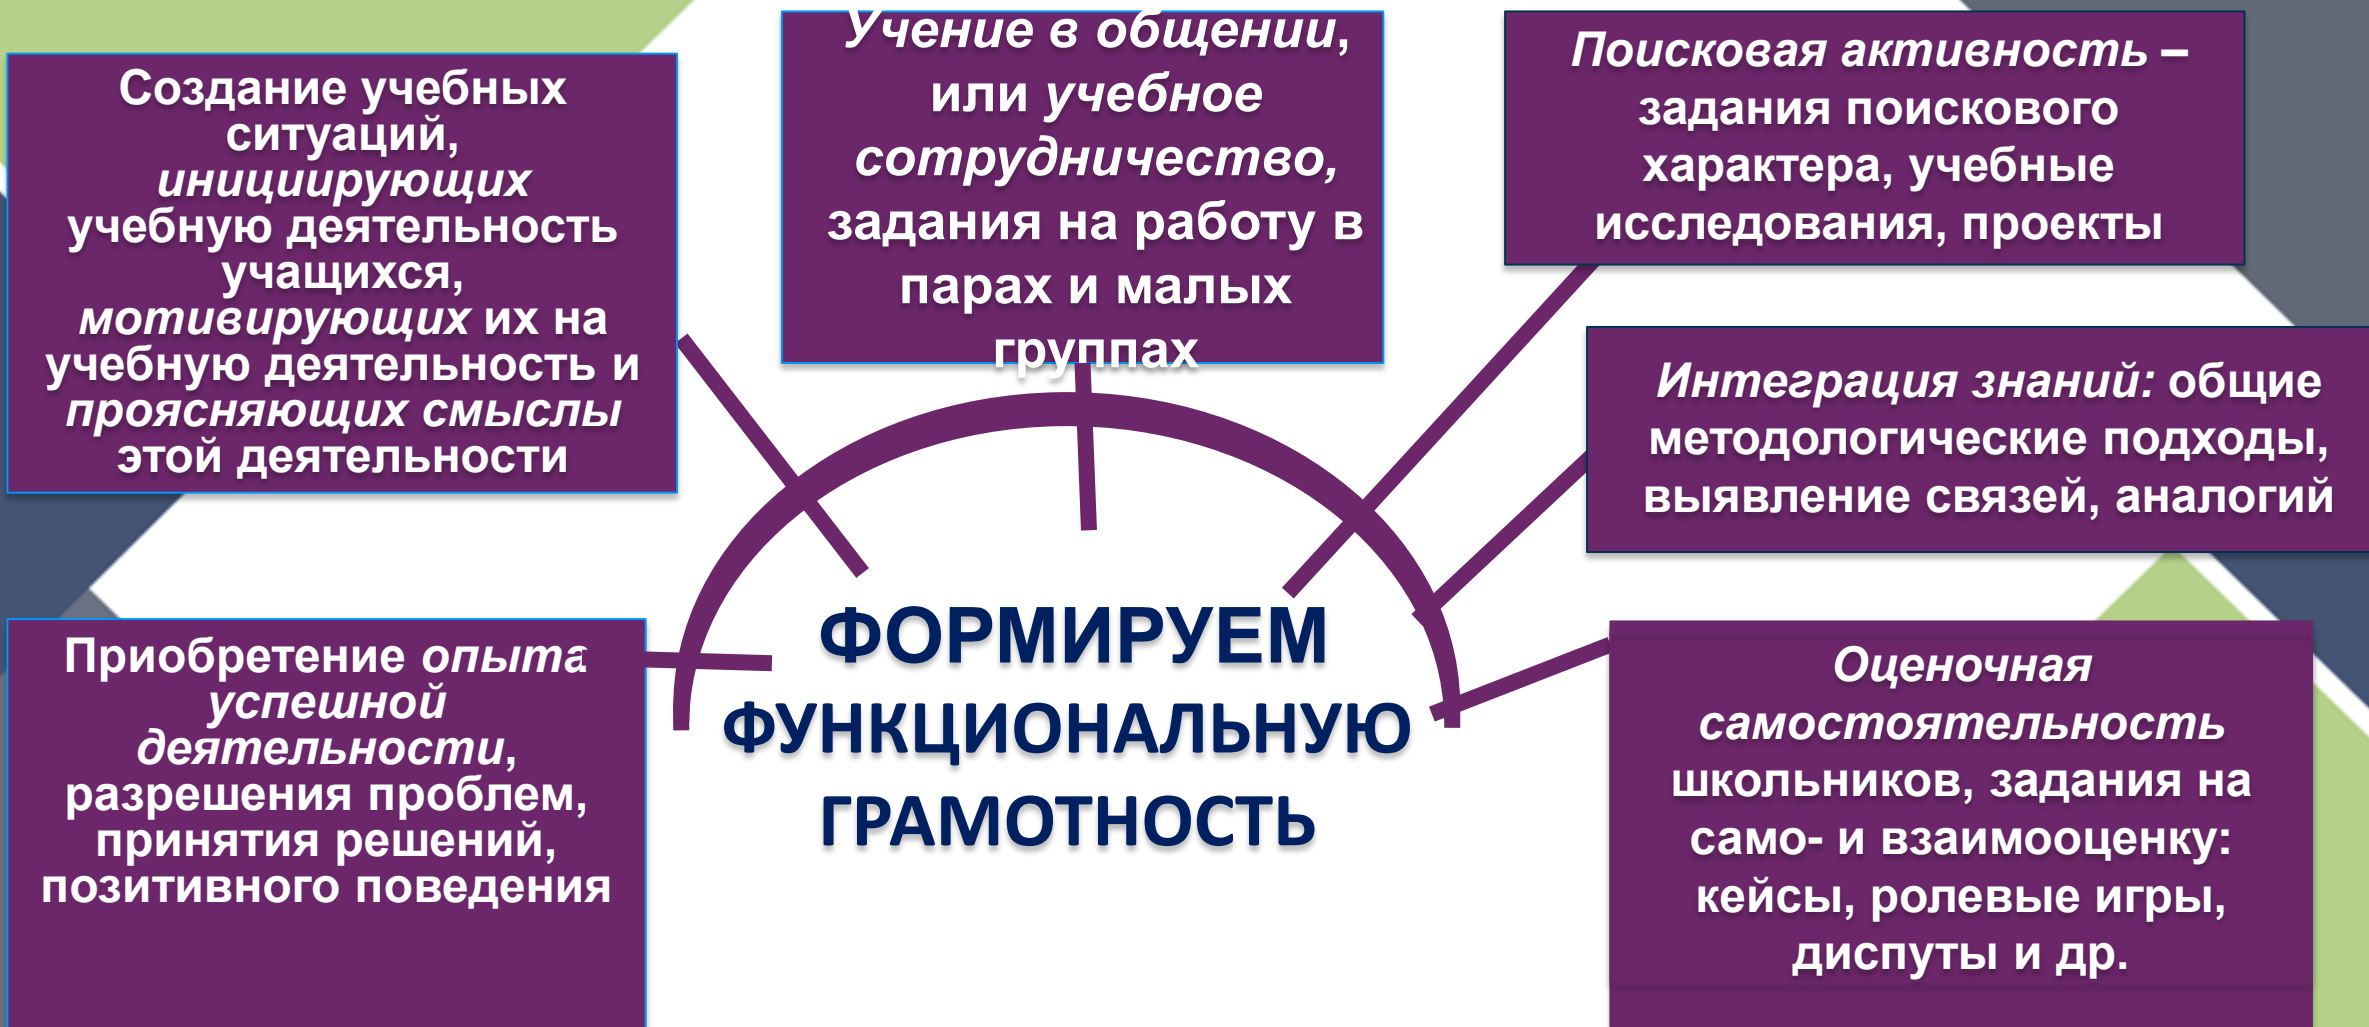 Создание учебных
ситуаций,
инициирующих
учебную деятельность
учащихся,
мотивирующих их на
учебную деятельность и
проясняющих смыслы
этой деятельности
Учение в общении,
или учебное
сотрудничество,
задания на работу в
парах и малых
группах
Поисковая активность –
задания поискового
характера, учебные
исследования, проекты
Интеграция знаний: общие
методологические подходы,
выявление связей, аналогий
Приобретение опыта
успешной
деятельности,
разрешения проблем,
принятия решений,
позитивного поведения
ФОРМИРУЕМ
ФУНКЦИОНАЛЬНУЮ
ГРАМОТНОСТЬ
Оценочная
самостоятельность
школьников, задания на
само- и взаимооценку:
кейсы, ролевые игры,
диспуты и др.